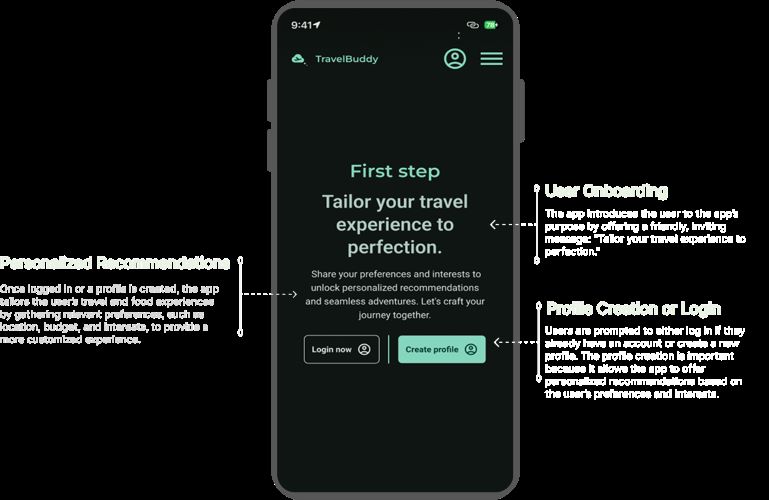 9:41
78
TravelBuddy
First step
Tailor your travel
experience to
perfection.
Share your preferences and interests to
unlock personalized recommendations
and seamless adventures. Let's craft your
journey together.
Login now
Create profile
Personalized Recommendations
Once logged in or a profile is created, the app
tailors the user's travel and food experiences
by gathering relevant preferences, such as
location, budget, and interests, to provide a
more customized experience.
User Onboarding
The app introduces the user to the app's
purpose by offering a friendly, inviting
message: "Tailor your travel experience to
perfection."
Profile Creation or Login
Users are prompted to either log in if they
already have an account or create a new
profile. The profile creation is important
because it allows the app to offer
personalized recommendations based on
the user's preferences and interests.